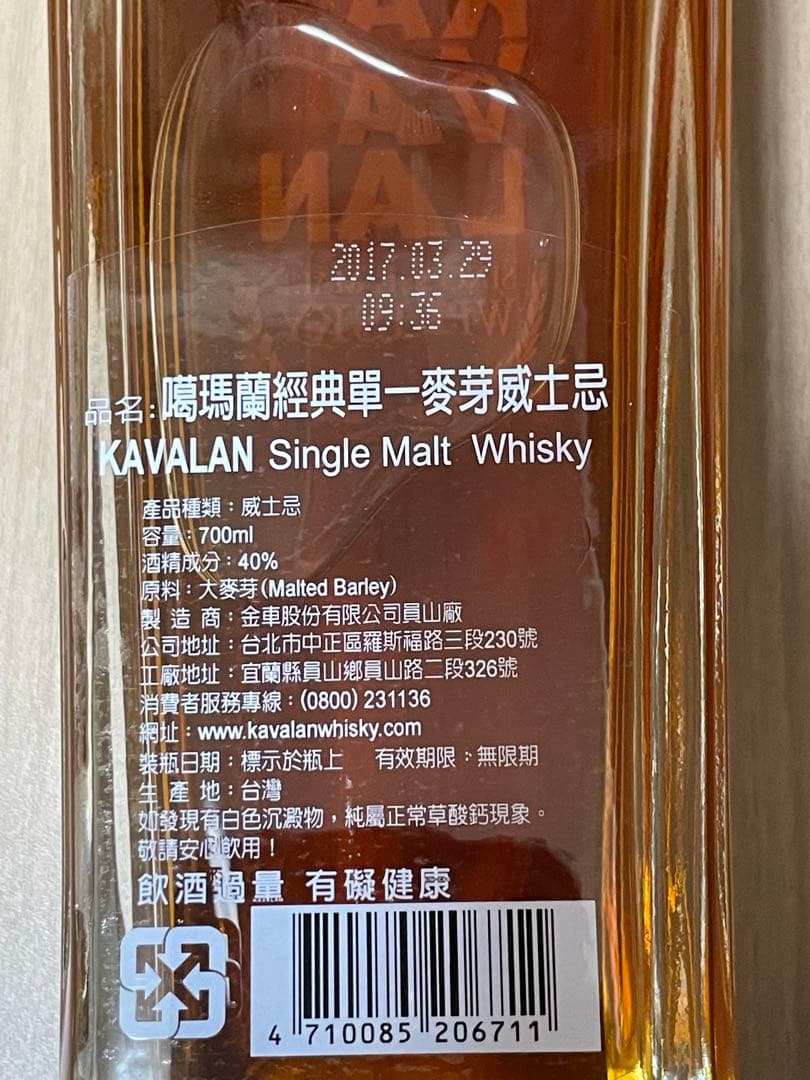 KA
VA
LAN
2017.03.29
09:36
品名:噶瑪蘭經典單一麥芽威士忌
KAVALAN Single Malt Whisky
產品種類：威士忌
容量：700ml
酒精成分：40%
原料：大麥芽(Malted Barley)
製 造 商：金車股份有限公司員山廠
公司地址：台北市中正區羅斯福路三段230號
工廠地址：宜蘭縣員山鄉員山路二段326號
消費者服務專線：(0800) 231136
網址：www.kavalanwhisky.com
裝瓶日期：標示於瓶上 有效期限：無限期
生 產 地：台灣
如發現有白色沉澱物，純屬正常草酸鈣現象。
敬請安心飲用！
飲酒過量 有礙健康
4 710085 206711